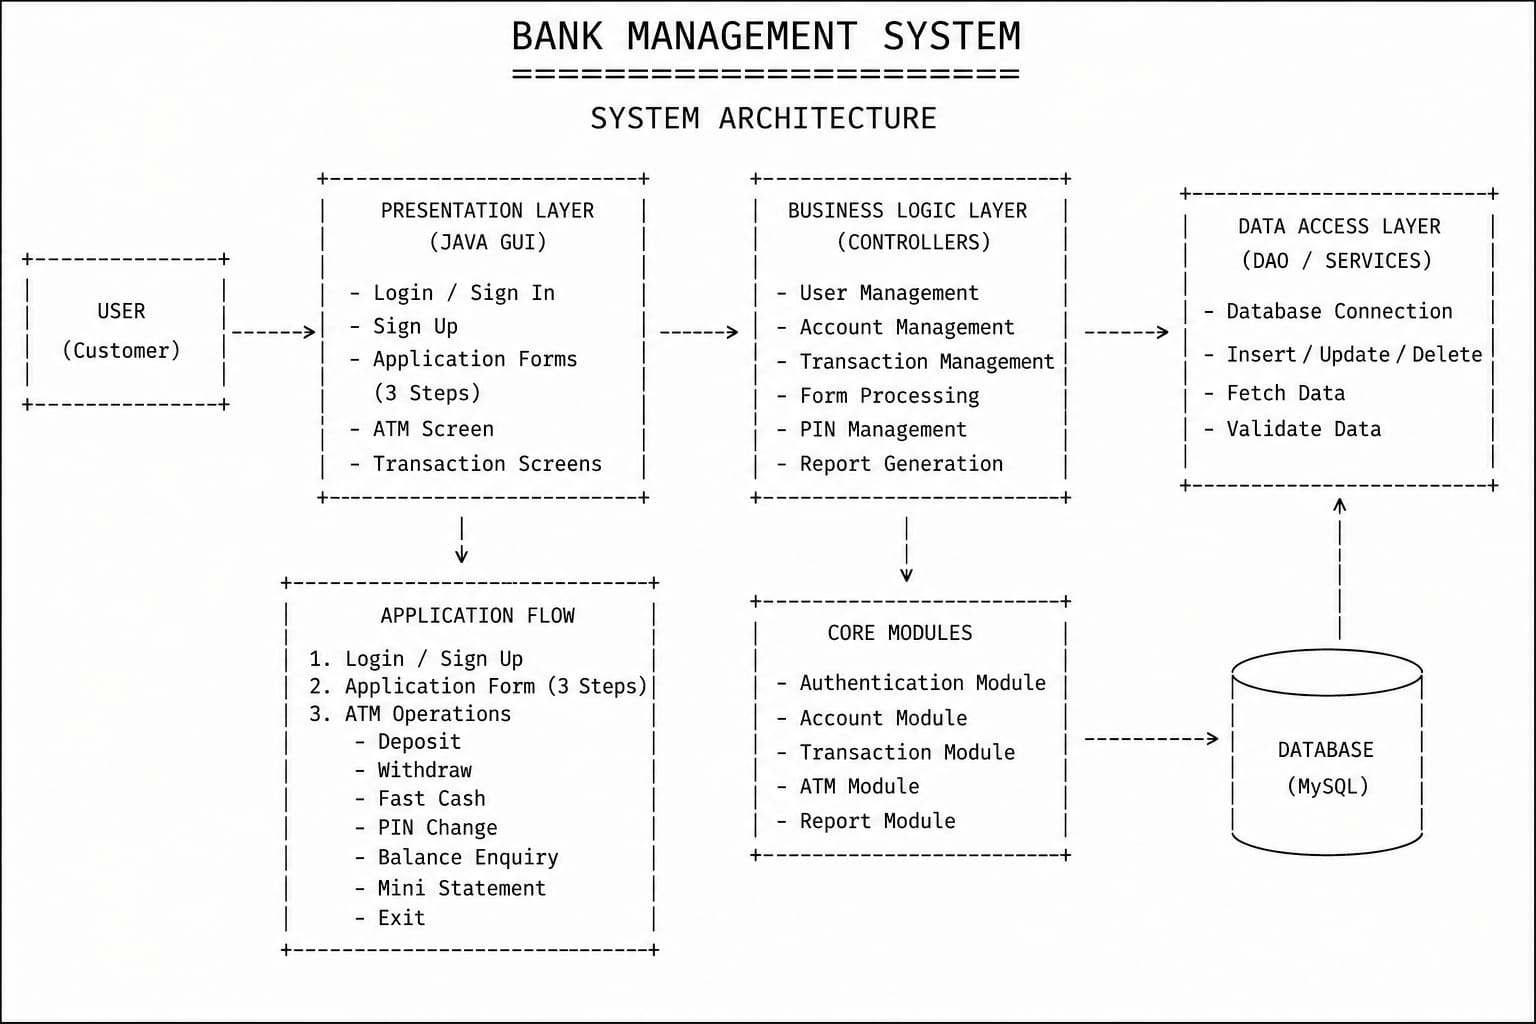 BANK MANAGEMENT SYSTEM
======================
SYSTEM ARCHITECTURE
USER
(Customer)
PRESENTATION LAYER
(JAVA GUI)
- Login / Sign In
- Sign Up
- Application Forms
(3 Steps)
- ATM Screen
- Transaction Screens
BUSINESS LOGIC LAYER
(CONTROLLERS)
- User Management
- Account Management
- Transaction Management
- Form Processing
- PIN Management
- Report Generation
DATA ACCESS LAYER
(DAO / SERVICES)
- Database Connection
- Insert / Update / Delete
- Fetch Data
- Validate Data
APPLICATION FLOW
1. Login / Sign Up
2. Application Form (3 Steps)
3. ATM Operations
- Deposit
- Withdraw
- Fast Cash
- PIN Change
- Balance Enquiry
- Mini Statement
- Exit
CORE MODULES
- Authentication Module
- Account Module
- Transaction Module
- ATM Module
- Report Module
DATABASE
(MySQL)